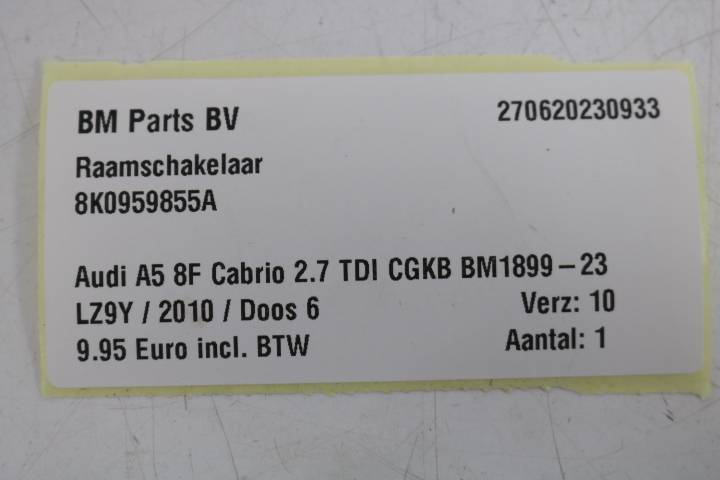 BM Parts BV 270620230933
Raamschakelaar
8K0959855A
Audi A5 8F Cabrio 2.7 TDI CGKB BM1899-23
LZ9Y / 2010 / Doos 6 Verz: 10
9.95 Euro incl. BTW Aantal: 1